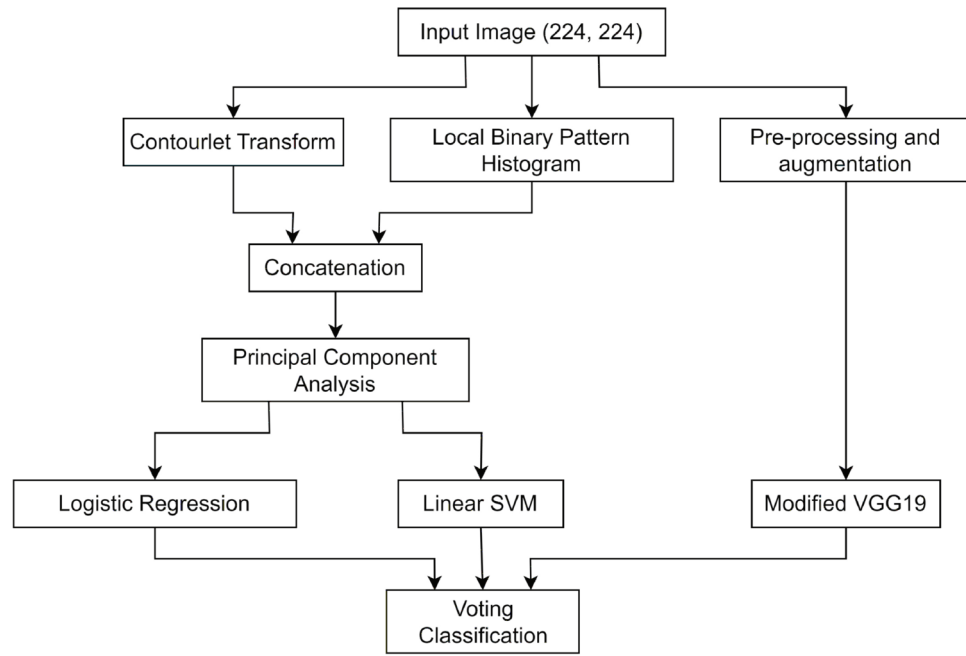 Input Image (224, 224)
Contourlet Transform
Local Binary Pattern
Histogram
Pre-processing and
augmentation
Concatenation
Principal Component
Analysis
Logistic Regression
Linear SVM
Modified VGG19
Voting
Classification